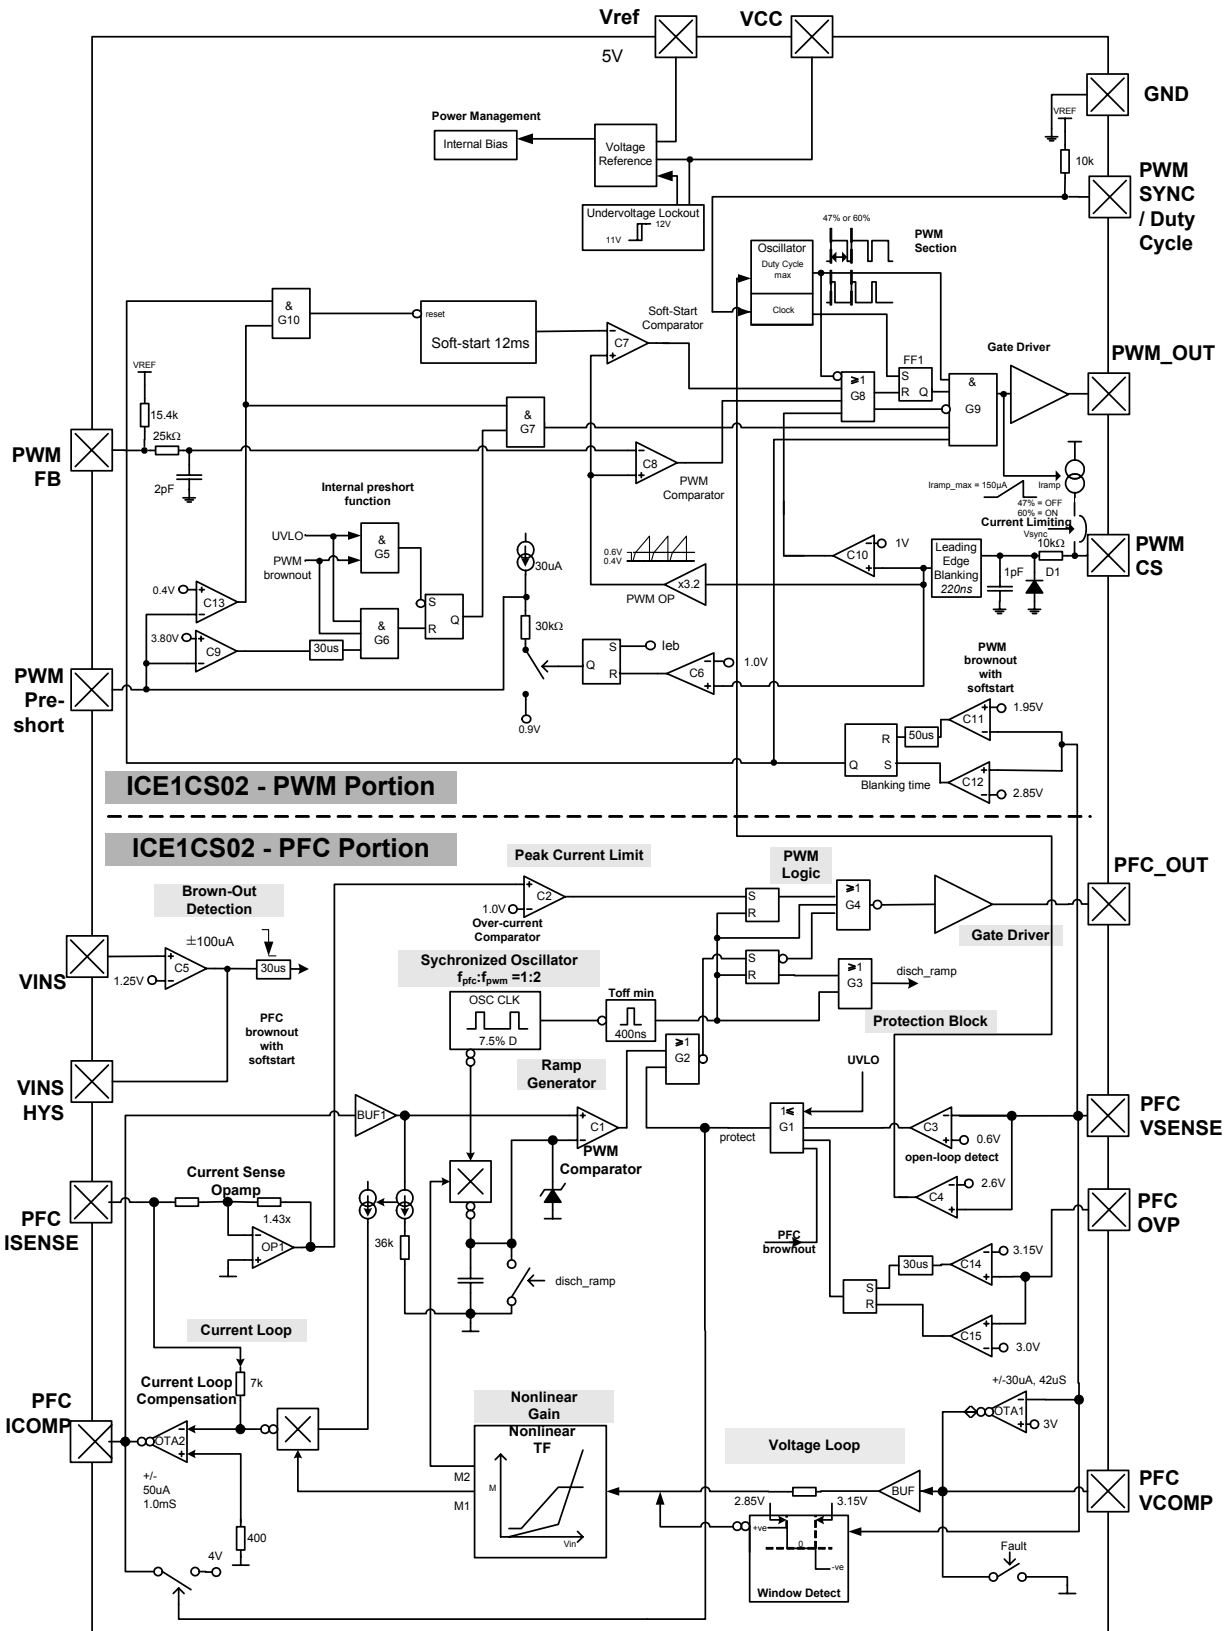 Vref
VCC
5V
GND
VREF
10k
PWM
SYNC
/ Duty
Cycle
Power Management
Internal Bias
Voltage
Reference
Undervoltage Lockout
12V
11V
47% or 60%
PWM
Section
Oscillator
Duty Cycle
max
Clock
&
G10
reset
Soft-start 12ms
Soft-Start
Comparator
C7
FF1
Gate Driver
PWM_OUT
VREF
15.4k
25kΩ
2pF
PWM
FB
&
G7
≥1
G8
S
R
Q
&
G9
C8
PWM
Comparator
Iramp_max = 150µA
Iramp
47% = OFF
60% = ON
Current Limiting
Vsync
10kΩ
PWM
CS
Internal preshort
function
UVLO
PWM
brownout
&
G5
&
G6
S
R
Q
0.4V
C13
3.80V
C9
30us
30uA
30kΩ
0.9V
0.6V
0.4V
x3.2
PWM OP
C10
1V
Leading
Edge
Blanking
220ns
1pF
D1
S
Q
R
Ieb
C6
1.0V
PWM
brownout
with
softstart
PWM
Pre-
short
C11
1.95V
50us
R
Q
S
C12
2.85V
Blanking time
ICE1CS02 - PWM Portion
ICE1CS02 - PFC Portion
Peak Current Limit
PWM
Logic
PFC_OUT
Brown-Out
Detection
±100uA
C2
1.0V
Over-current
Comparator
S
R
≥1
G4
Gate Driver
VINS
1.25V
C5
30us
Sychronized Oscillator
fpfc:fpwm =1:2
OSC CLK
7.5% D
Toff min
400ns
S
R
≥1
G3
disch_ramp
PFC
brownout
with
softstart
Protection Block
≥1
G2
UVLO
VINS
HYS
Ramp
Generator
BUF1
C1
PWM
Comparator
1≤
G1
protect
C3
0.6V
open-loop detect
PFC
VSENSE
Current Sense
Opamp
1.43x
OP1
36k
C4
2.6V
PFC
OVP
PFC
ISENSE
disch_ramp
PFC
brownout
3.15V
C14
30us
S
R
C15
3.0V
Current Loop
Current Loop
Compensation
7k
PFC
ICOMP
OTA2
+/-
50uA
1.0mS
400
4V
Nonlinear
Gain
Nonlinear
TF
M2
M1
M
Vin
+/-30uA, 42uS
OTA1
3V
Voltage Loop
BUF
PFC
VCOMP
2.85V
3.15V
+ve
0
-ve
Window Detect
Fault